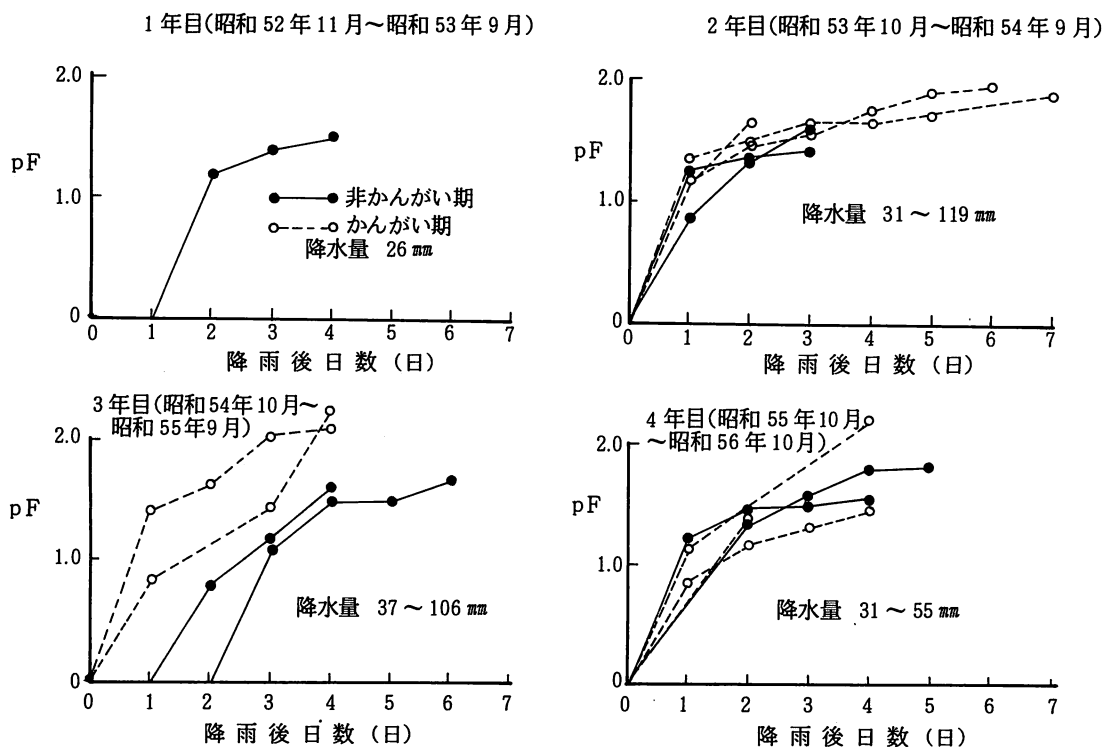 1年目(昭和52年11月〜昭和53年9月)
2.0
pF
1.0
0
非かんがい期
かんがい期
降水量 26mm
0 1 2 3 4 5 6 7
降雨後日数(日)
2年目(昭和53年10月〜昭和54年9月)
2.0
pF
1.0
0
降水量 31〜119mm
0 1 2 3 4 5 6 7
降雨後日数(日)
3年目(昭和54年10月〜
昭和55年9月)
2.0
pF
1.0
0
降水量 37〜106mm
0 1 2 3 4 5 6 7
降雨後日数(日)
4年目(昭和55年10月
〜昭和56年10月)
2.0
pF
1.0
0
降水量 31〜55mm
0 1 2 3 4 5 6 7
降雨後日数(日)